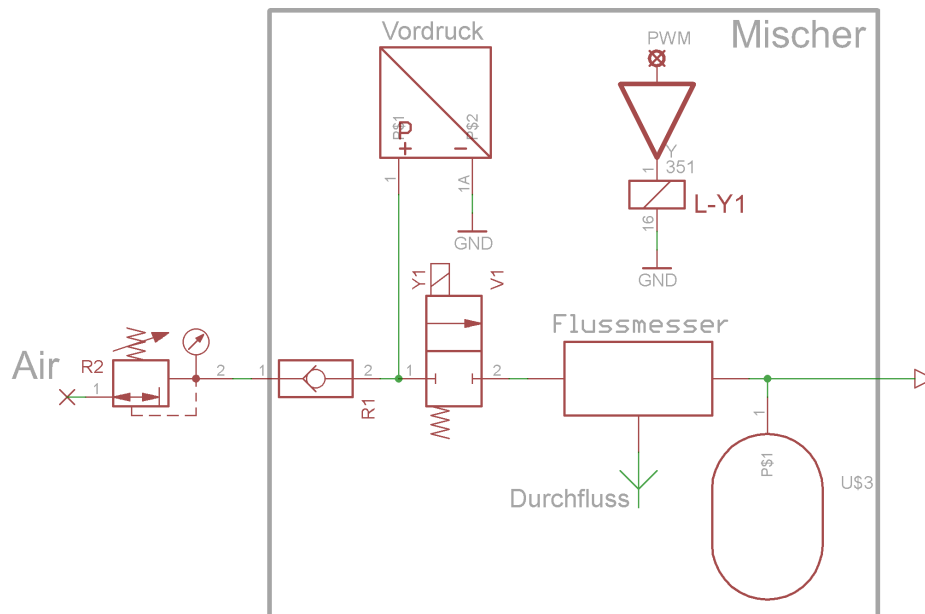 Vordruck
Mischer
PWM
P$1
P
P$2
+
−
1
1A
GND
Y
351
1
L-Y1
16
GND
Y1
V1
Flussmesser
Air
R2
1
2
1
2
R1
1
2
1
P$1
U$3
Durchfluss